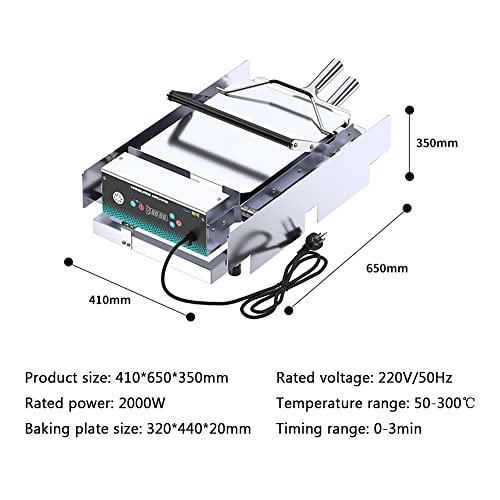 350mm
650mm
410mm
Product size: 410*650*350mm
Rated power: 2000W
Baking plate size: 320*440*20mm
Rated voltage: 220V/50Hz
Temperature range: 50-300℃
Timing range: 0-3min